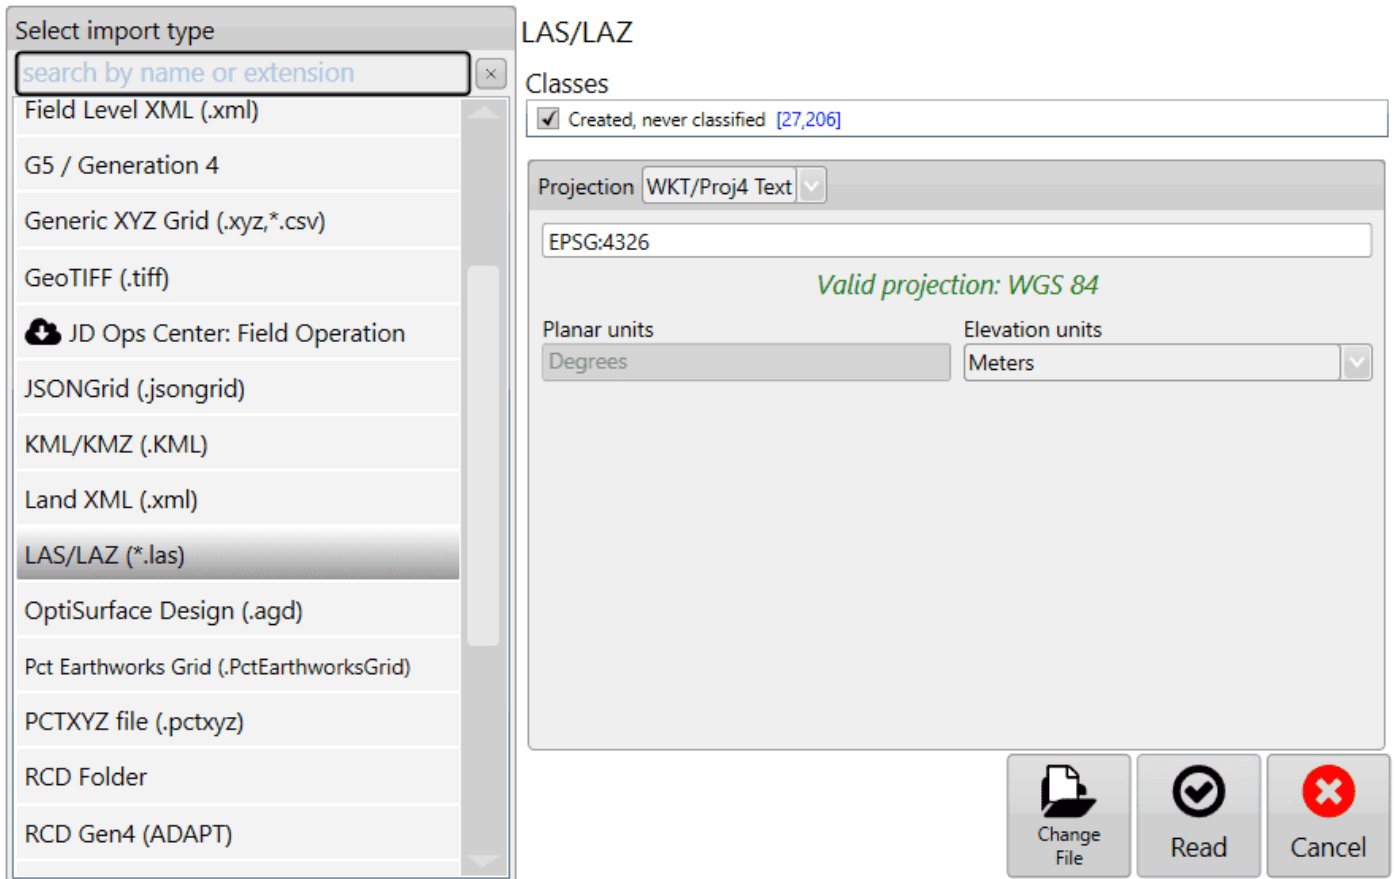 Select import type
search by name or extension
Field Level XML (.xml)
G5 / Generation 4
Generic XYZ Grid (.xyz,*.csv)
GeoTIFF (.tiff)
JD Ops Center: Field Operation
JSONGrid (.jsongrid)
KML/KMZ (.KML)
Land XML (.xml)
LAS/LAZ (*.las)
OptiSurface Design (.agd)
Pct Earthworks Grid (.PctEarthworksGrid)
PCTXYZ file (.pctxyz)
RCD Folder
RCD Gen4 (ADAPT)
LAS/LAZ
Classes
Created, never classified [27,206]
Projection WKT/Proj4 Text
EPSG:4326
Valid projection: WGS 84
Planar units
Degrees
Elevation units
Meters
Change
File
Read
Cancel